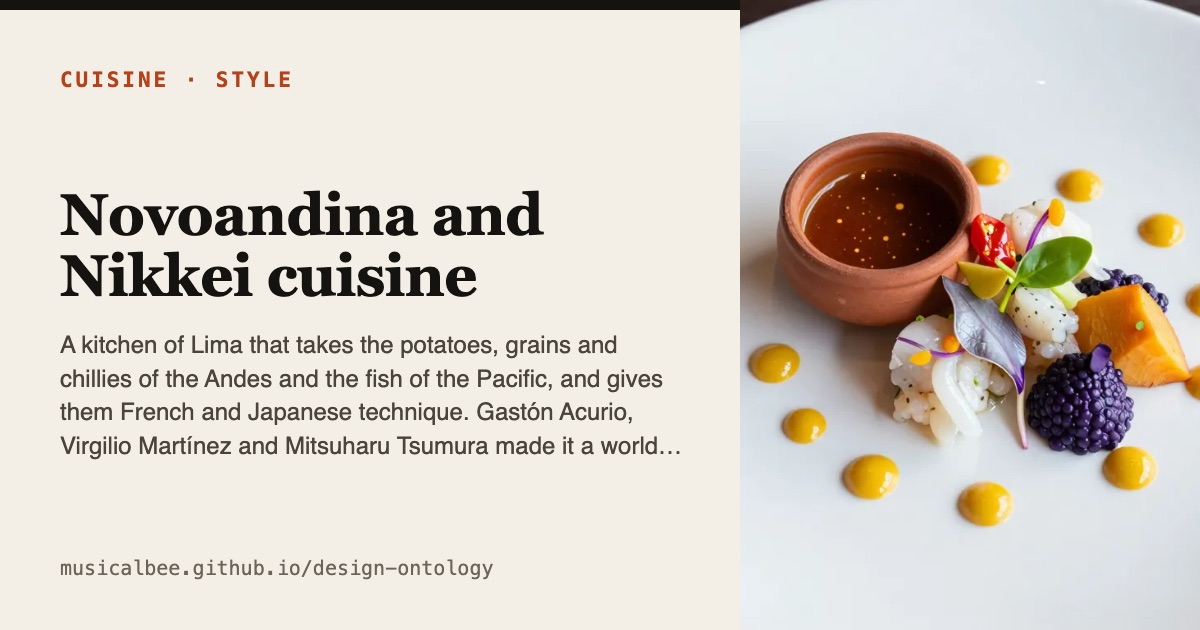 CUISINE · STYLE
Novoandina and
Nikkei cuisine
A kitchen of Lima that takes the potatoes, grains and
chillies of the Andes and the fish of the Pacific, and gives
them French and Japanese technique. Gastón Acurio,
Virgilio Martínez and Mitsuharu Tsumura made it a world…
musicalbee.github.io/design-ontology